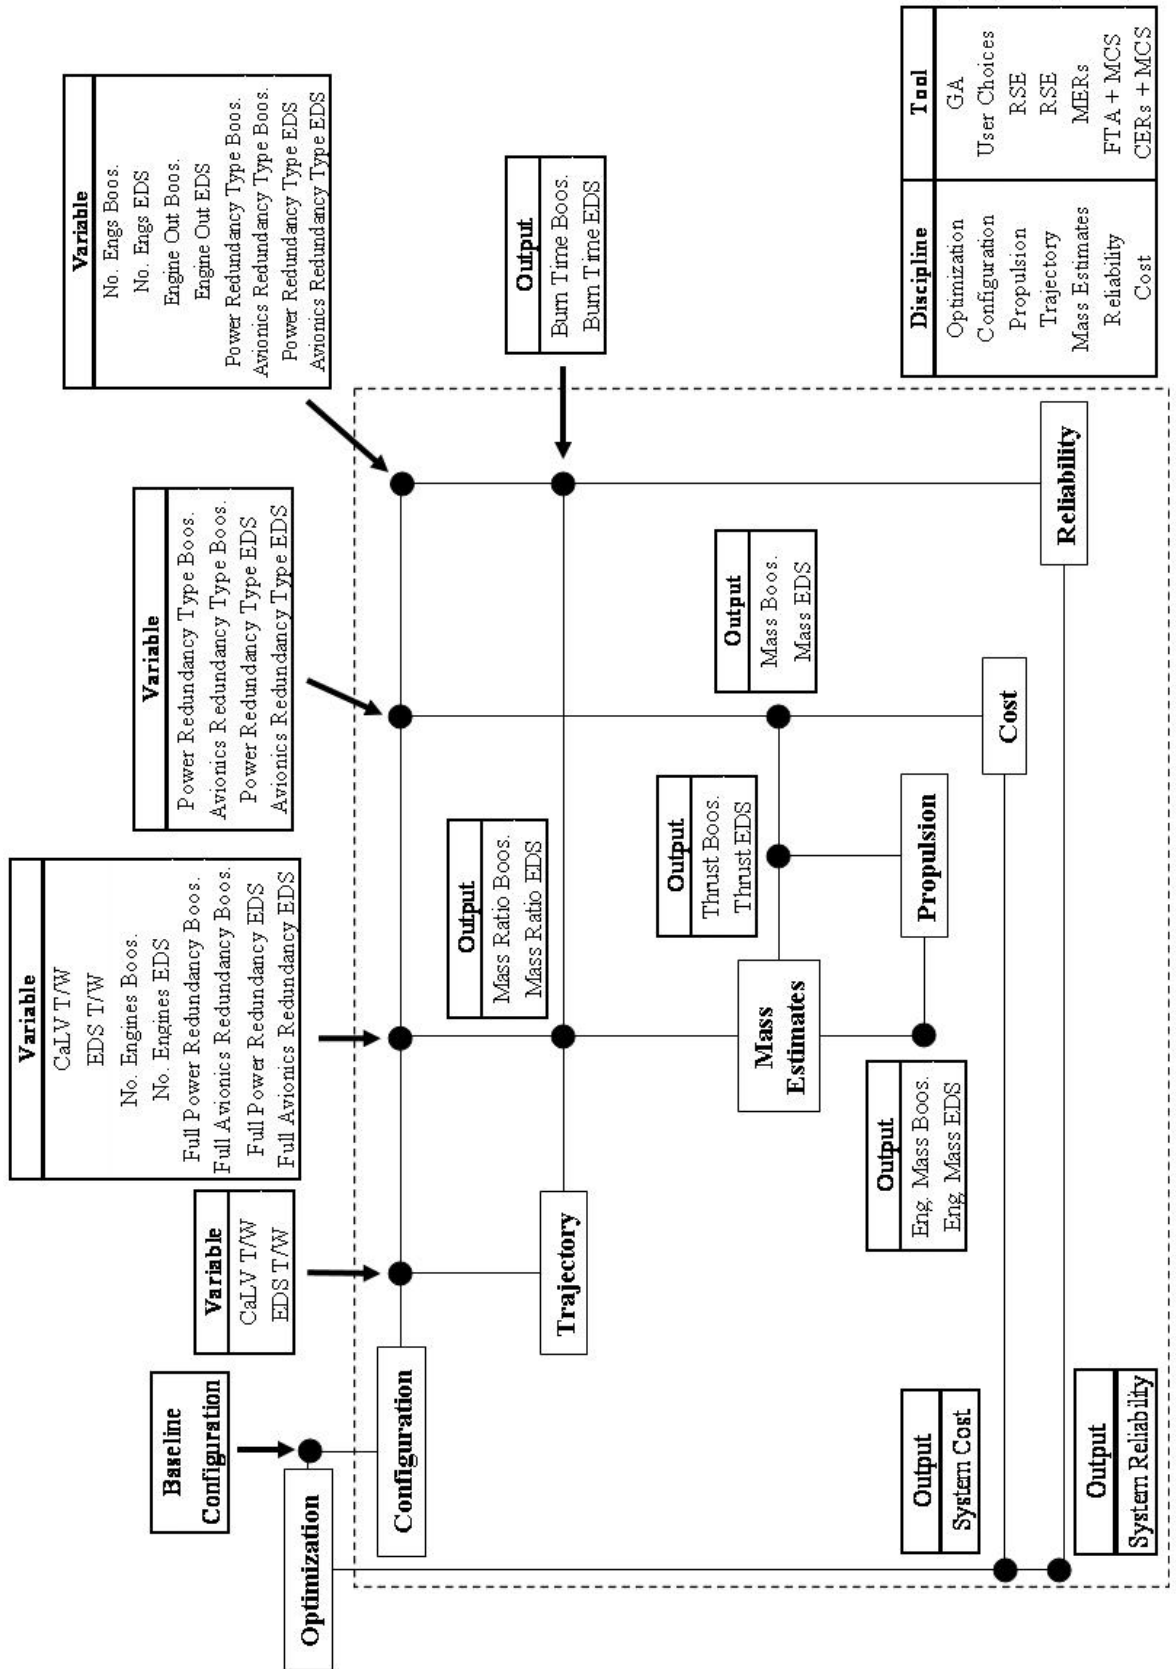 Baseline
Configuration
Variable
CaLV T/W
EDS T/W
Variable
CaLV T/W
EDS T/W
No. Engines Boos.
No. Engines EDS
Full Power Redundancy Boos.
Full Avionics Redundancy Boos.
Full Power Redundancy EDS
Full Avionics Redundancy EDS
Variable
Power Redundancy Type Boos.
Avionics Redundancy Type Boos.
Power Redundancy Type EDS
Avionics Redundancy Type EDS
Variable
No. Engs Boos.
No. Engs EDS
Engine Out Boos.
Engine Out EDS
Power Redundancy Type Boos.
Avionics Redundancy Type Boos.
Power Redundancy Type EDS
Avionics Redundancy Type EDS
Optimization
Configuration
Output
Mass Ratio Boos.
Mass Ratio EDS
Output
Burn Time Boos.
Burn Time EDS
Trajectory
Output
Thrust Boos.
Thrust EDS
Output
Mass Boos.
Mass EDS
Mass
Estimates
Output
Eng. Mass Boos.
Eng. Mass EDS
Propulsion
Output
System Cost
Cost
Output
System Reliability
Reliability
Discipline Tool
Optimization GA
Configuration User Choices
Propulsion RSE
Trajectory RSE
Mass Estimates MERs
Reliability FTA + MCS
Cost CERs + MCS